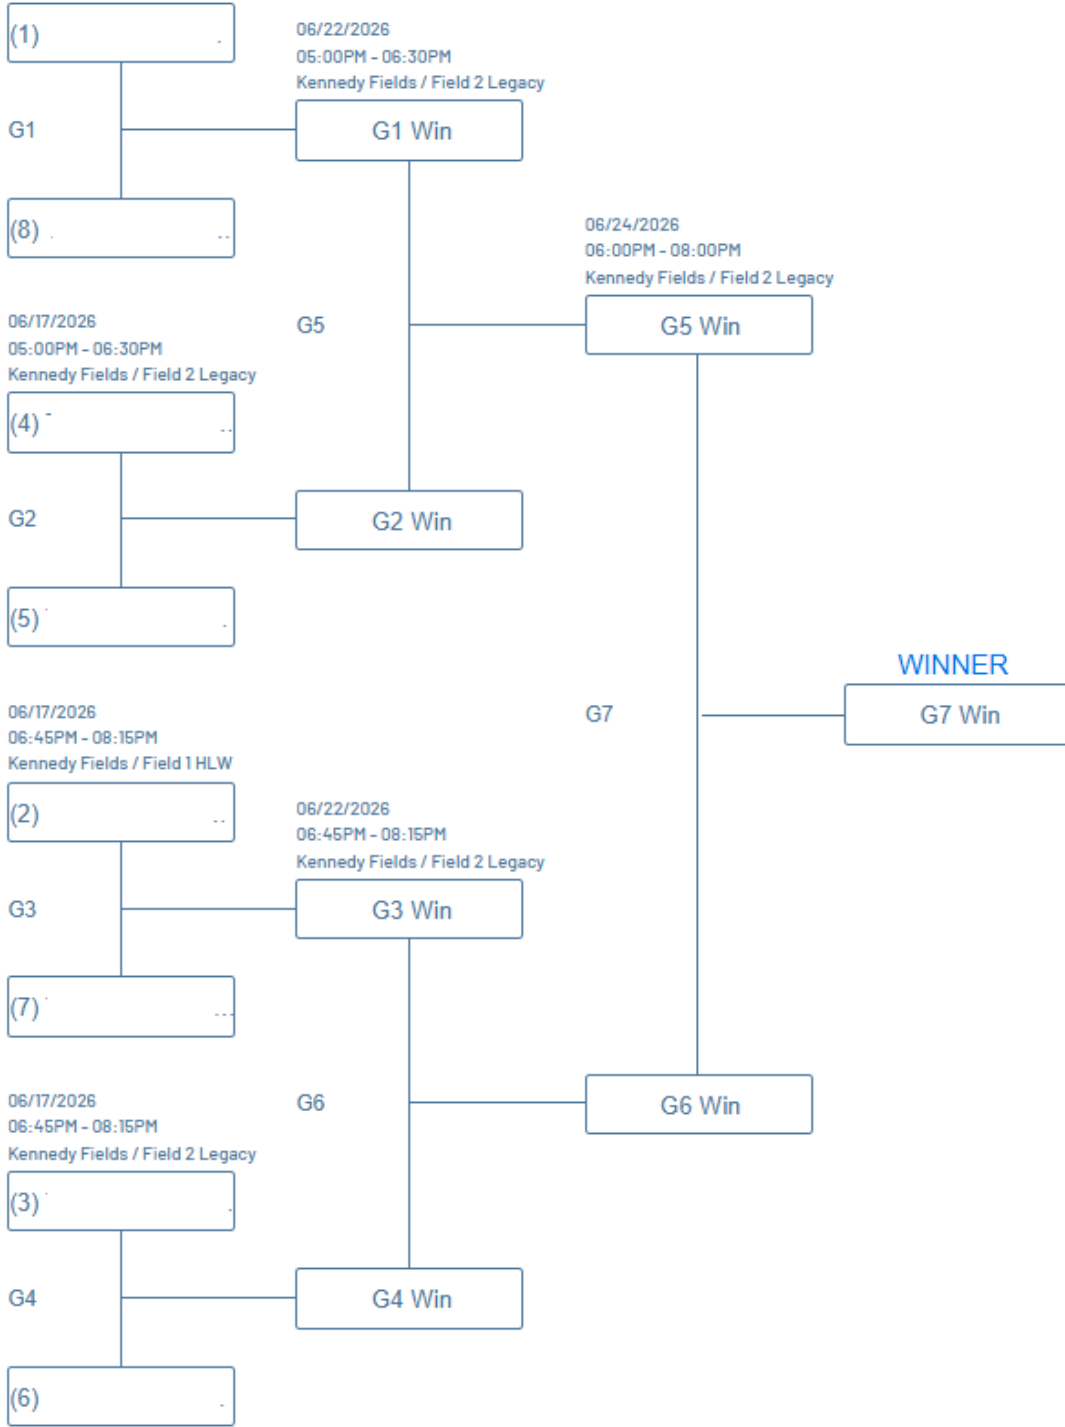 (1)
06/22/2026
05:00PM - 06:30PM
Kennedy Fields / Field 2 Legacy
G1
G1 Win
(8)
06/24/2026
06:00PM - 08:00PM
Kennedy Fields / Field 2 Legacy
06/17/2026
05:00PM - 06:30PM
Kennedy Fields / Field 2 Legacy
G5
G5 Win
(4)
G2
G2 Win
(5)
WINNER
06/17/2026
06:45PM - 08:15PM
Kennedy Fields / Field 1 HLW
G7
G7 Win
(2)
06/22/2026
06:45PM - 08:15PM
Kennedy Fields / Field 2 Legacy
G3
G3 Win
(7)
06/17/2026
06:45PM - 08:15PM
Kennedy Fields / Field 2 Legacy
G6
G6 Win
(3)
G4
G4 Win
(6)